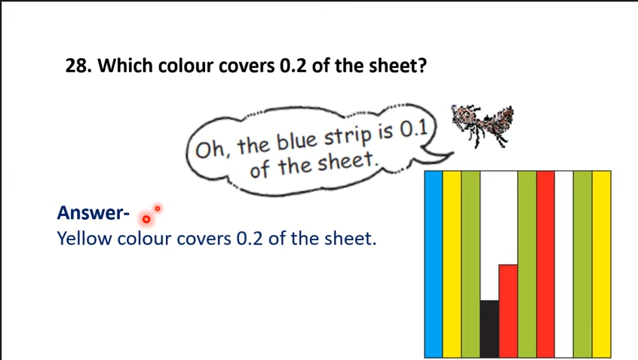 28. Which colour covers 0.2 of the sheet?
Oh, the blue strip is 0.1
of the sheet.
Answer-
Yellow colour covers 0.2 of the sheet.